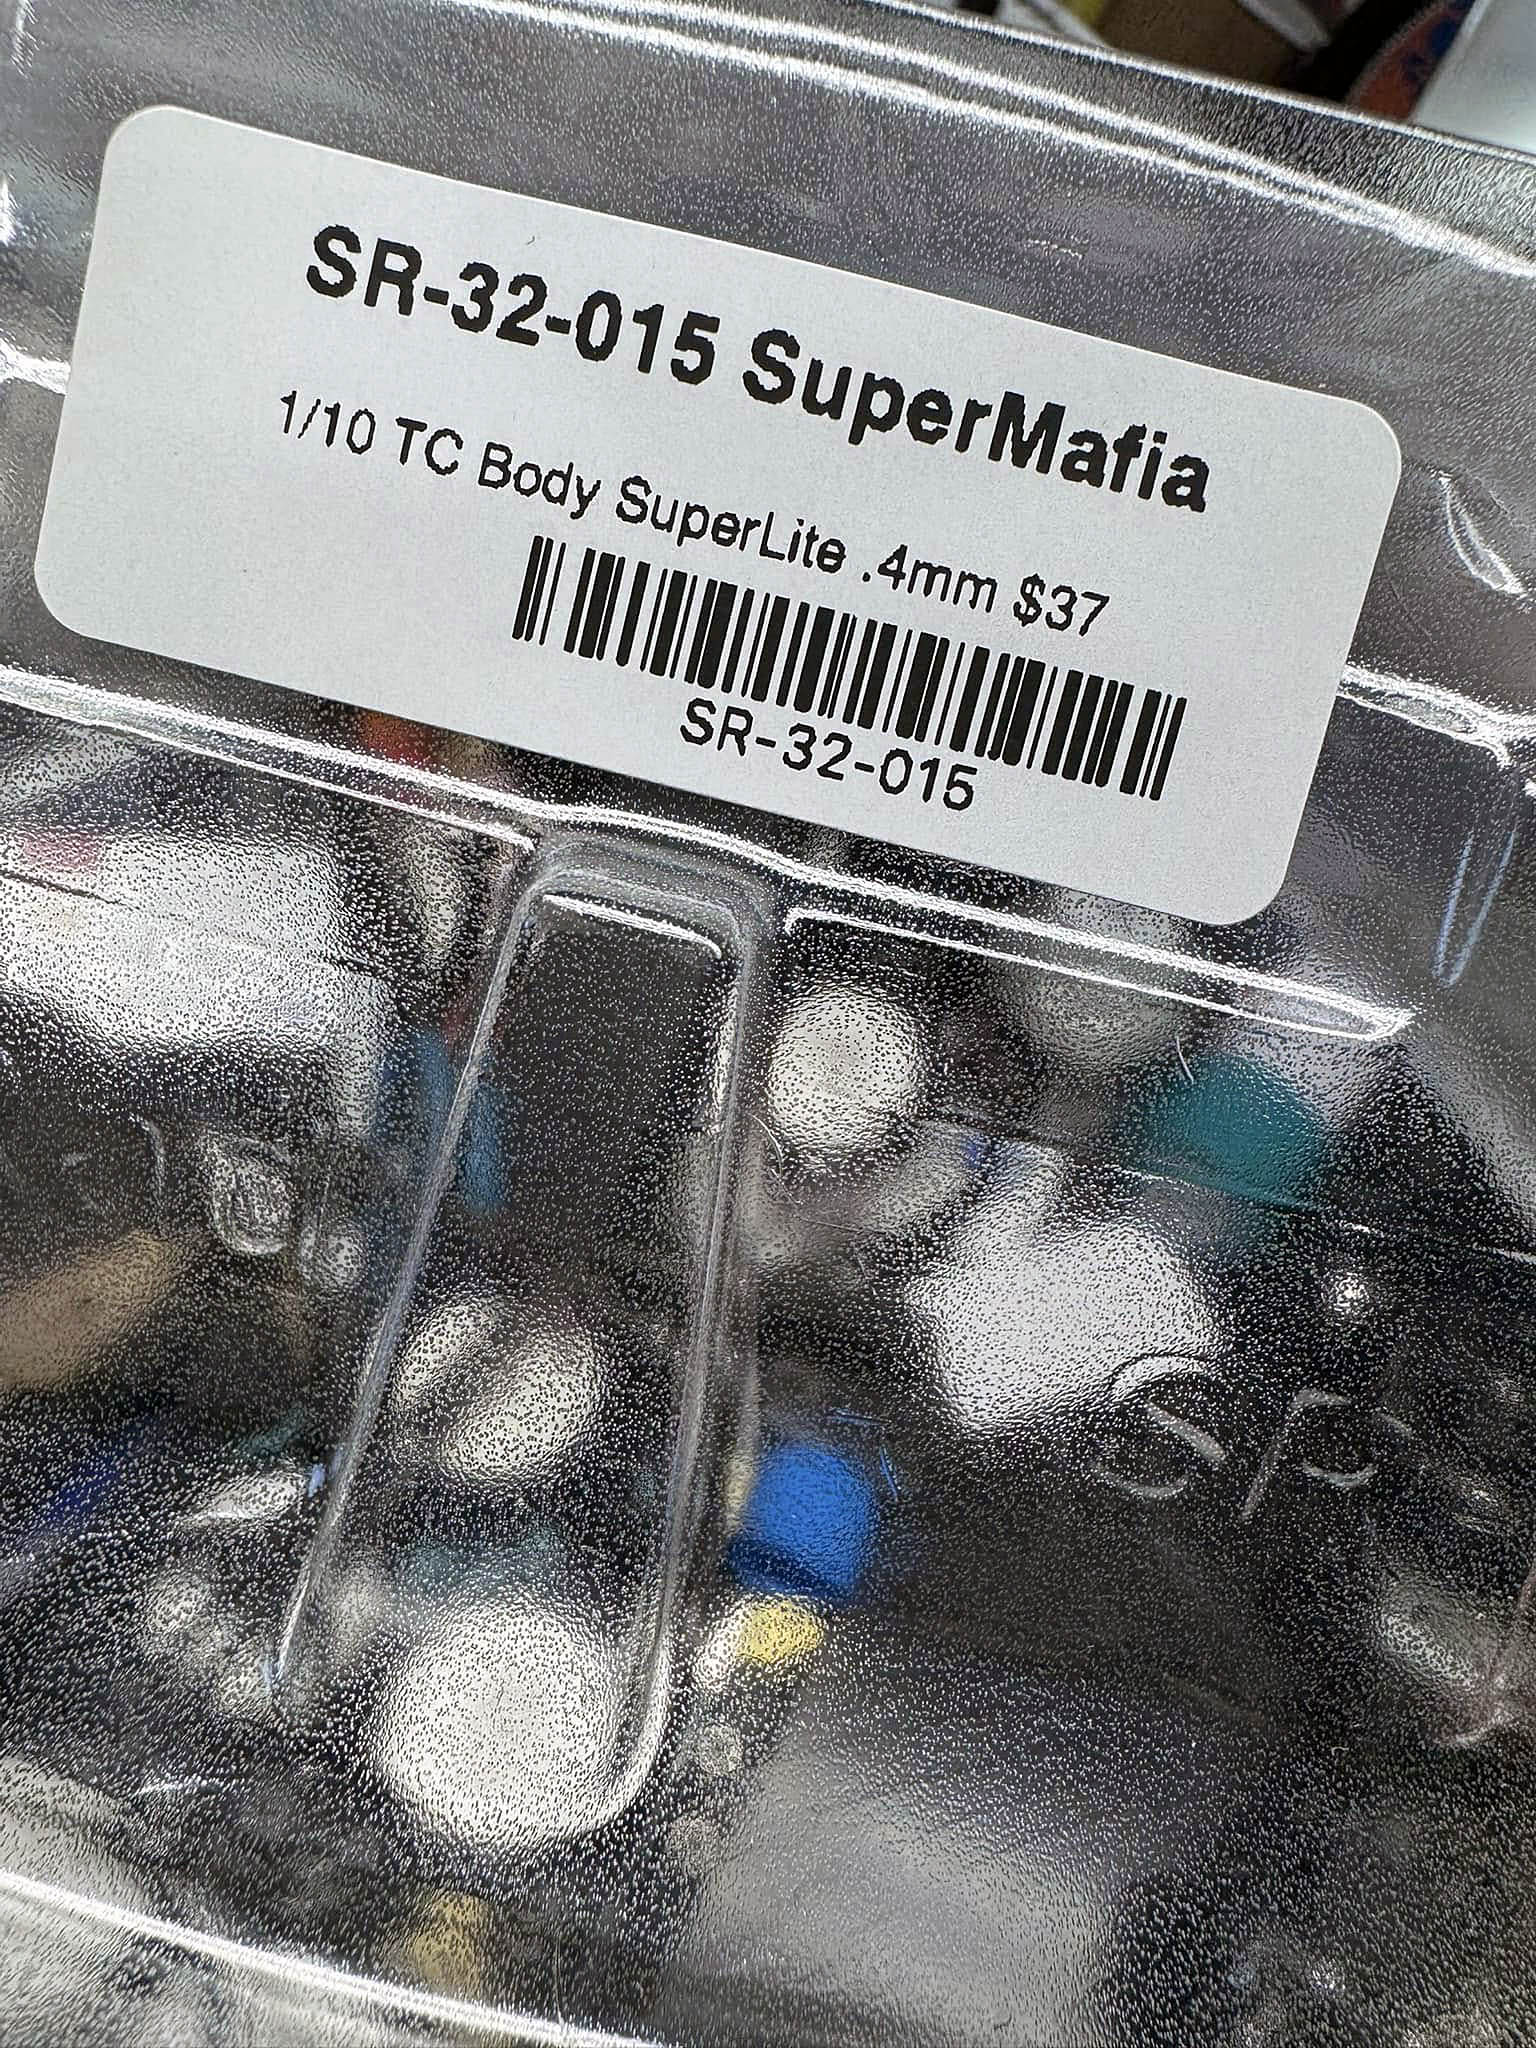 SR-32-015 SuperMafia
1/10 TC Body SuperLite .4mm $37
SR-32-015